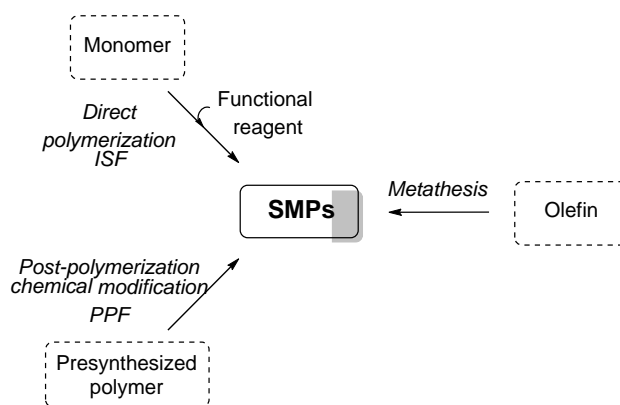 Monomer
Direct
polymerization
ISF
Functional
reagent
SMPs
Metathesis
Olefin
Post-polymerization
chemical modification
PPF
Presynthesized
polymer